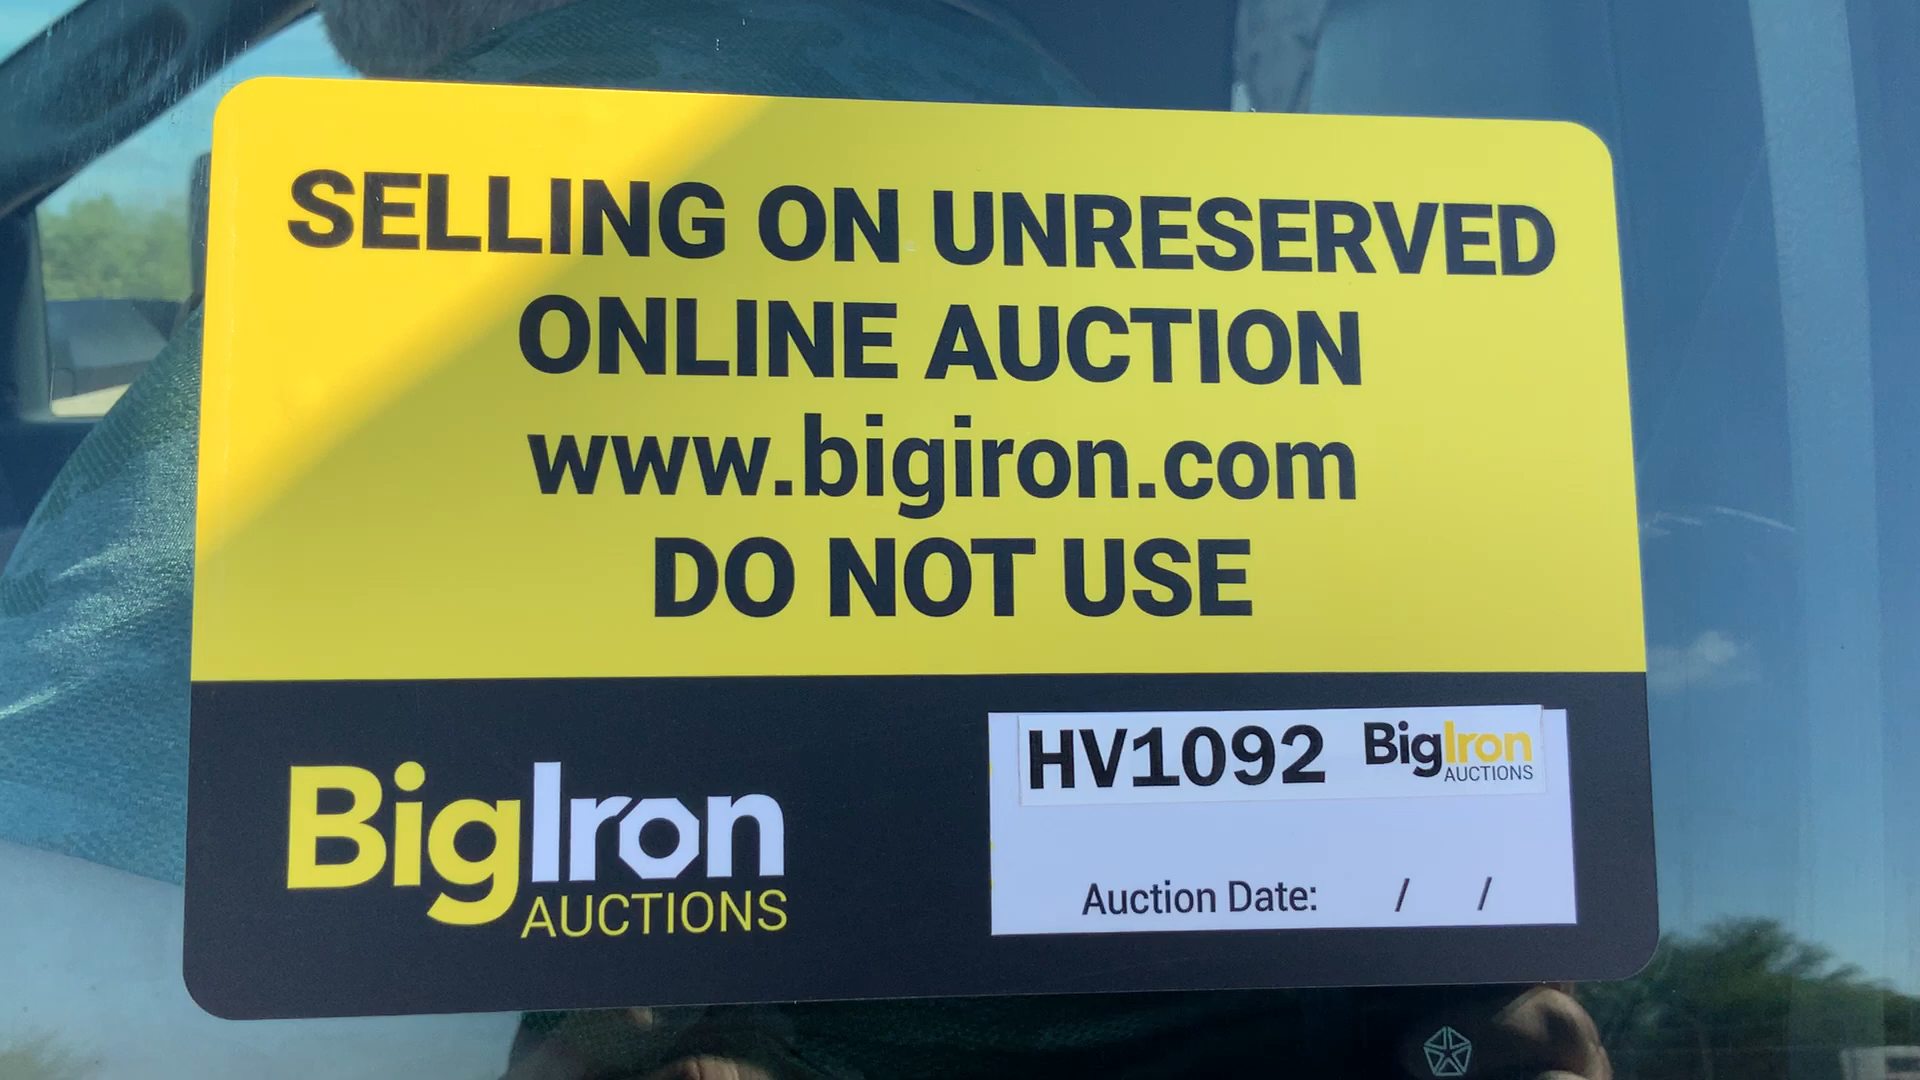 SELLING ON UNRESERVED
ONLINE AUCTION
www.bigiron.com
DO NOT USE
BigIron
AUCTIONS
HV1092 BigIron
AUCTIONS
Auction Date: / /